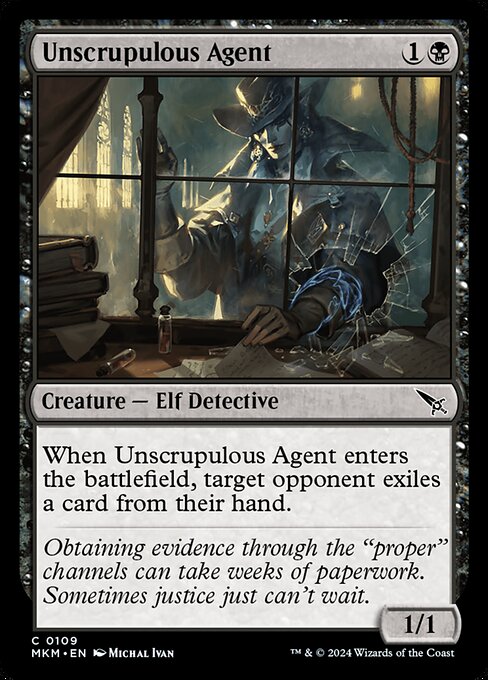 Unscrupulous Agent 1
Creature — Elf Detective
When Unscrupulous Agent enters
the battlefield, target opponent exiles
a card from their hand.
Obtaining evidence through the “proper”
channels can take weeks of paperwork.
Sometimes justice just can’t wait.
1/1
C 0109
MKM • EN Michal Ivan
™ & © 2024 Wizards of the Coast